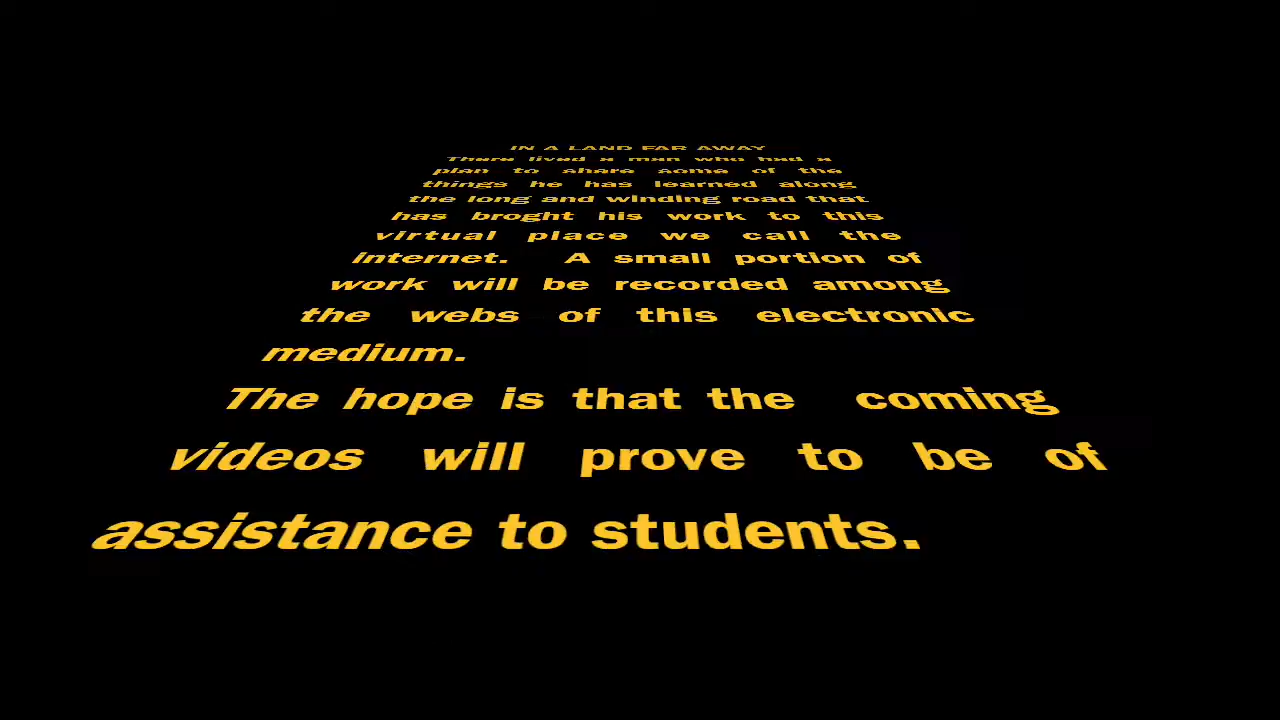 IN A LAND FAR AWAY
There lived a man who had a
plan to share some of the
things he has learned along
the long and winding road that
has broght his work to this
virtual place we call the
internet. A small portion of
work will be recorded among
the webs of this electronic
medium.
The hope is that the coming
videos will prove to be of
assistance to students.